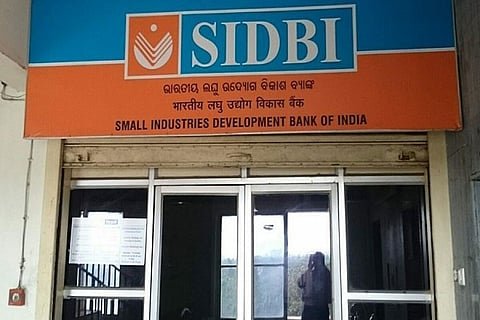 SIDBI
ଭାରତୀୟ ଲଘୁ ଉଦ୍ୟୋଗ ବିକାଶ ବ୍ୟାଙ୍କ
भारतीय लघु उद्योग विकास बैंक
SMALL INDUSTRIES DEVELOPMENT BANK OF INDIA